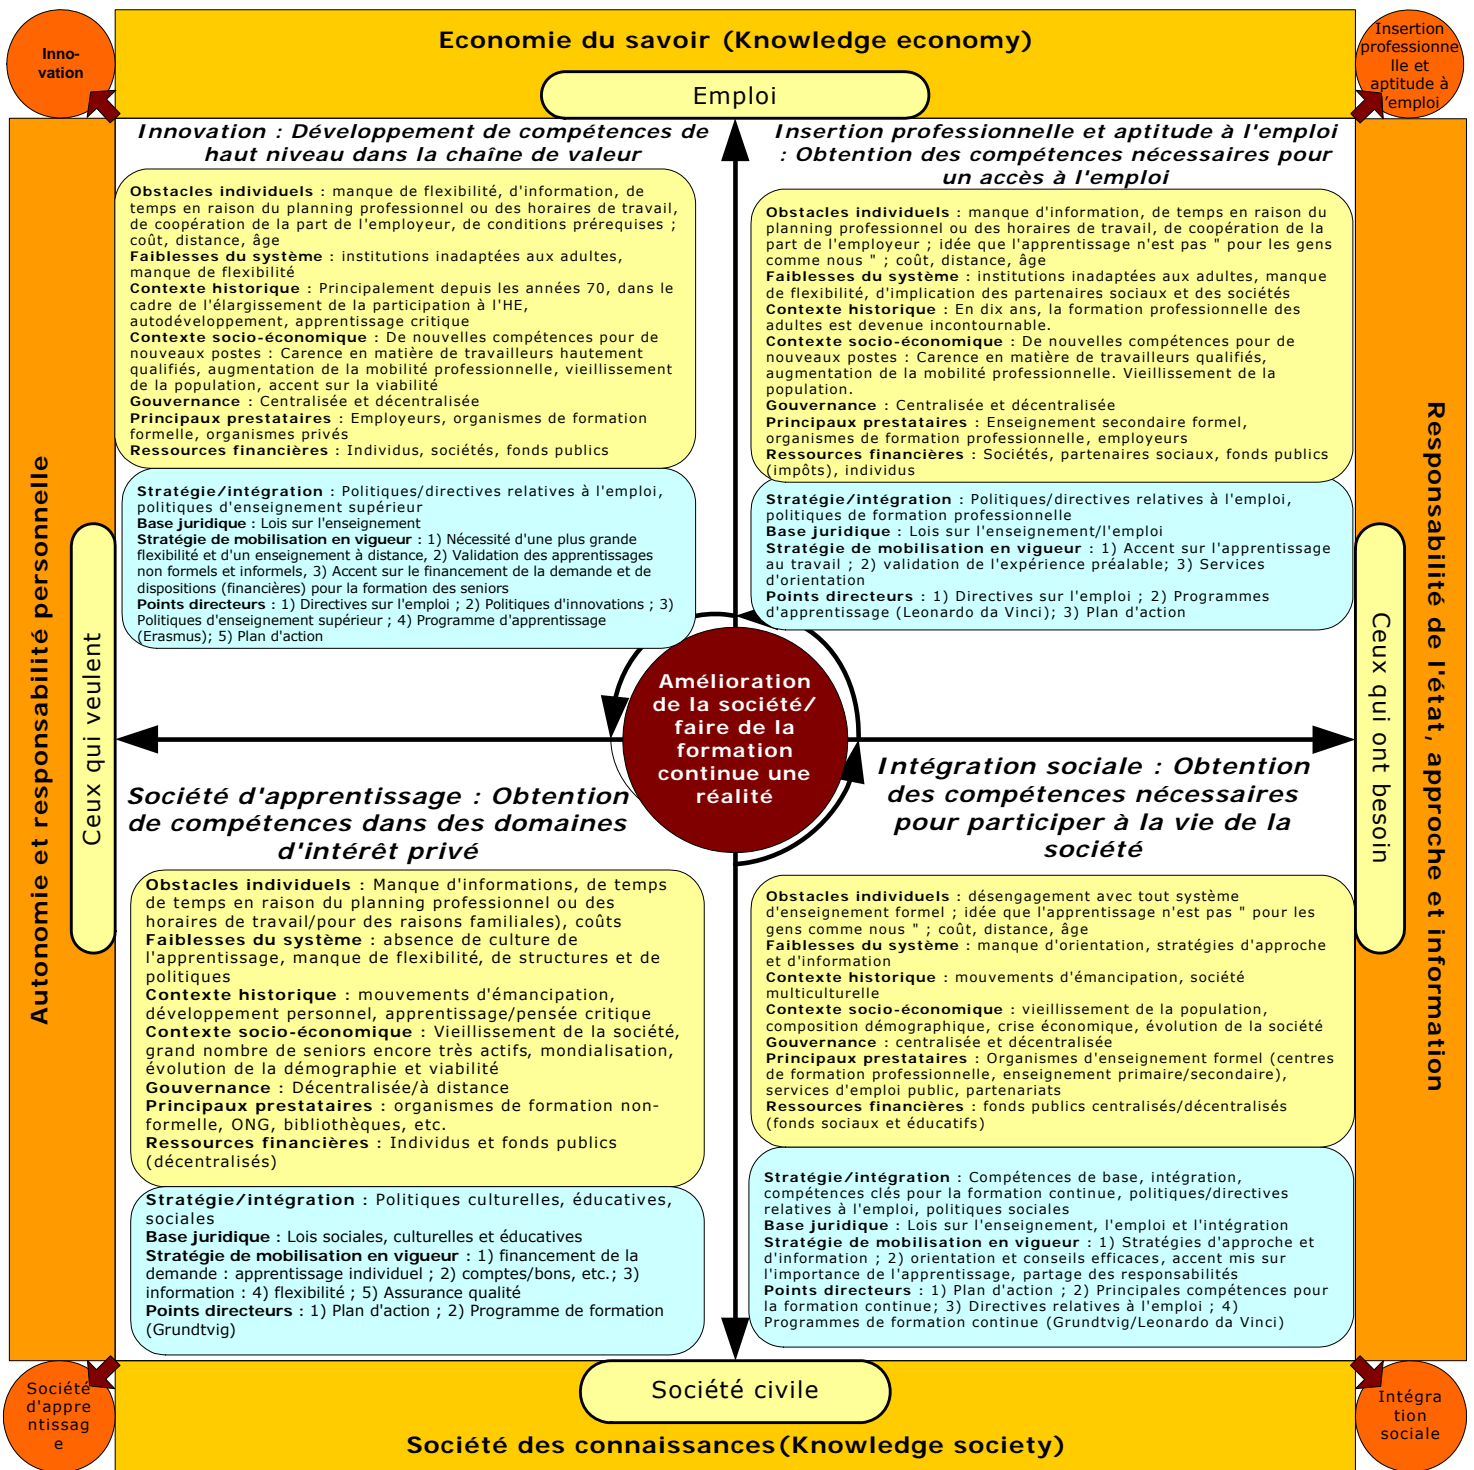 Inno-
vation
Economie du savoir (Knowledge economy)
Emploi
Insertion
professionne
lle et
aptitude à
l'emploi
Innovation : Développement de compétences de
haut niveau dans la chaîne de valeur
Obstacles individuels : manque de flexibilité, d'information, de
temps en raison du planning professionnel ou des horaires de travail,
de coopération de la part de l'employeur, de conditions prérequises ;
coût, distance, âge
Faiblesses du système : institutions inadaptées aux adultes,
manque de flexibilité
Contexte historique : Principalement depuis les années 70, dans le
cadre de l'élargissement de la participation à l'HE,
autodéveloppement, apprentissage critique
Contexte socio-économique : De nouvelles compétences pour de
nouveaux postes : Carence en matière de travailleurs hautement
qualifiés, augmentation de la mobilité professionnelle, vieillissement
de la population, accent sur la viabilité
Gouvernance : Centralisée et décentralisée
Principaux prestataires : Employeurs, organismes de formation
formelle, organismes privés
Ressources financières : Individus, sociétés, fonds publics
Stratégie/intégration : Politiques/directives relatives à l'emploi,
politiques d'enseignement supérieur
Base juridique : Lois sur l'enseignement
Stratégie de mobilisation en vigueur : 1) Nécessité d'une plus grande
flexibilité et d'un enseignement à distance, 2) Validation des apprentissages
non formels et informels, 3) Accent sur le financement de la demande et de
dispositions (financières) pour la formation des seniors
Points directeurs : 1) Directives sur l'emploi ; 2) Politiques d'innovations ; 3)
Politiques d'enseignement supérieur ; 4) Programme d'apprentissage
(Erasmus); 5) Plan d'action
Insertion professionnelle et aptitude à l'emploi
: Obtention des compétences nécessaires pour
un accès à l'emploi
Obstacles individuels : manque d'information, de temps en raison du
planning professionnel ou des horaires de travail, de coopération de la
part de l'employeur ; idée que l'apprentissage n'est pas " pour les gens
comme nous " ; coût, distance, âge
Faiblesses du système : institutions inadaptées aux adultes, manque
de flexibilité, d'implication des partenaires sociaux et des sociétés
Contexte historique : En dix ans, la formation professionnelle des
adultes est devenue incontournable.
Contexte socio-économique : De nouvelles compétences pour de
nouveaux postes : Carence en matière de travailleurs qualifiés,
augmentation de la mobilité professionnelle. Vieillissement de la
population.
Gouvernance : Centralisée et décentralisée
Principaux prestataires : Enseignement secondaire formel,
organismes de formation professionnelle, employeurs
Ressources financières : Sociétés, partenaires sociaux, fonds publics
(impôts), individus
Stratégie/intégration : Politiques/directives relatives à l'emploi,
politiques de formation professionnelle
Base juridique : Lois sur l'enseignement/l'emploi
Stratégie de mobilisation en vigueur : 1) Accent sur l'apprentissage
au travail ; 2) validation de l'expérience préalable; 3) Services
d'orientation
Points directeurs : 1) Directives sur l'emploi ; 2) Programmes
d'apprentissage (Leonardo da Vinci); 3) Plan d'action
Autonomie et responsabilité personnelle
Ceux qui veulent
Amélioration
de la société/
faire de la
formation
continue une
réalité
Ceux qui ont besoin
Responsabilité de l'état, approche et information
Société d'apprentissage : Obtention
de compétences dans des domaines
d'intérêt privé
Obstacles individuels : Manque d'informations, de temps
de temps en raison du planning professionnel ou des
horaires de travail/pour des raisons familiales), coûts
Faiblesses du système : absence de culture de
l'apprentissage, manque de flexibilité, de structures et de
politiques
Contexte historique : mouvements d'émancipation,
développement personnel, apprentissage/pensée critique
Contexte socio-économique : Vieillissement de la société,
grand nombre de seniors encore très actifs, mondialisation,
évolution de la démographie et viabilité
Gouvernance : Décentralisée/à distance
Principaux prestataires : organismes de formation non-
formelle, ONG, bibliothèques, etc.
Ressources financières : Individus et fonds publics
(décentralisés)
Stratégie/intégration : Politiques culturelles, éducatives,
sociales
Base juridique : Lois sociales, culturelles et éducatives
Stratégie de mobilisation en vigueur : 1) financement de la
demande : apprentissage individuel ; 2) comptes/bons, etc.; 3)
information : 4) flexibilité ; 5) Assurance qualité
Points directeurs : 1) Plan d'action ; 2) Programme de formation
(Grundtvig)
Intégration sociale : Obtention
des compétences nécessaires
pour participer à la vie de la
société
Obstacles individuels : désengagement avec tout système
d'enseignement formel ; idée que l'apprentissage n'est pas " pour les
gens comme nous " ; coût, distance, âge
Faiblesses du système : manque d'orientation, stratégies d'approche
et d'information
Contexte historique : mouvements d'émancipation, société
multiculturelle
Contexte socio-économique : vieillissement de la population,
composition démographique, crise économique, évolution de la société
Gouvernance : centralisée et décentralisée
Principaux prestataires : Organismes d'enseignement formel (centres
de formation professionnelle, enseignement primaire/secondaire),
services d'emploi public, partenariats
Ressources financières : fonds publics centralisés/décentralisés
(fonds sociaux et éducatifs)
Stratégie/intégration : Compétences de base, intégration,
compétences clés pour la formation continue, politiques/directives
relatives à l'emploi, politiques sociales
Base juridique : Lois sur l'enseignement, l'emploi et l'intégration
Stratégie de mobilisation en vigueur : 1) Stratégies d'approche et
d'information ; 2) orientation et conseils efficaces, accent mis sur
l'importance de l'apprentissage, partage des responsabilités
Points directeurs : 1) Plan d'action ; 2) Principales compétences pour
la formation continue; 3) Directives relatives à l'emploi ; 4)
Programmes de formation continue (Grundtvig/Leonardo da Vinci)
Société
d'appre
ntissag
e
Société civile
Société des connaissances (Knowledge society)
Intégra
tion
sociale